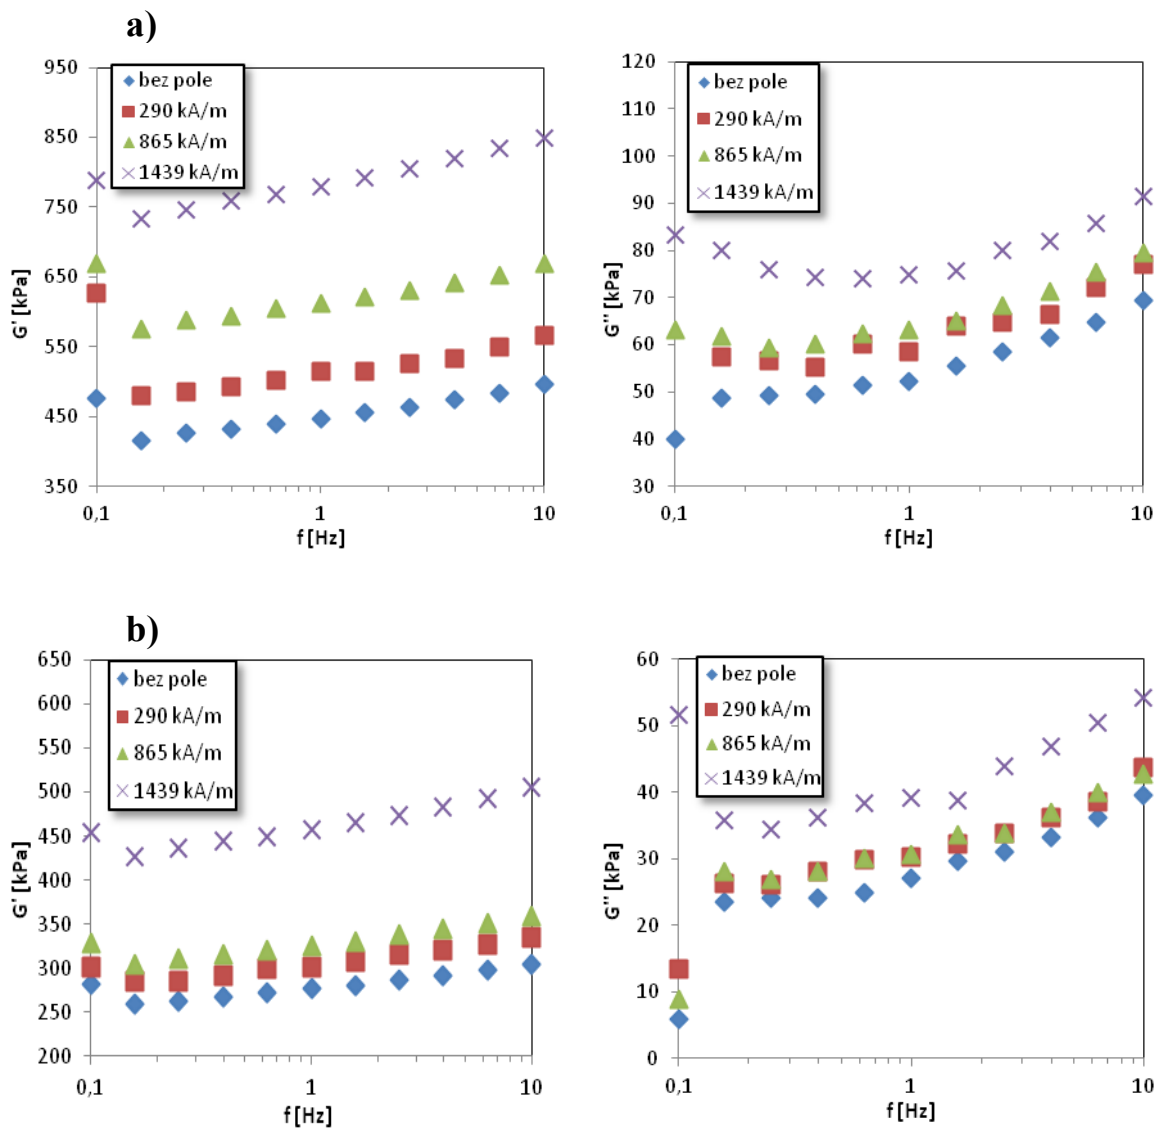 a)
950
850
750
650
550
450
350
G' [kPa]
bez pole
290 kA/m
865 kA/m
1439 kA/m
0,1
1
10
f [Hz]
120
110
100
90
80
70
60
50
40
30
G'' [kPa]
bez pole
290 kA/m
865 kA/m
1439 kA/m
0,1
1
10
f [Hz]
b)
650
600
550
500
450
400
350
300
250
200
G' [kPa]
bez pole
290 kA/m
865 kA/m
1439 kA/m
0,1
1
10
f [Hz]
60
50
40
30
20
10
0
G'' [kPa]
bez pole
290 kA/m
865 kA/m
1439 kA/m
0,1
1
10
f [Hz]